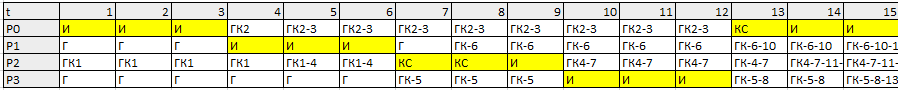 t 1 2 3 4 5 6 7 8 9 10 11 12 13 14 15
P0 И И И ГК2 ГК2-3 ГК2-3 ГК2-3 ГК2-3 ГК2-3 ГК2-3 ГК2-3 ГК2-3 КС И И
P1 Г Г Г И И И Г ГК-6 ГК-6 ГК-6 ГК-6 ГК-6 ГК-6-10 ГК-6-10 ГК-6-10-1
P2 ГК1 ГК1 ГК1 ГК1 ГК1-4 ГК1-4 КС КС И ГК4-7 ГК4-7 ГК4-7 ГК-4-7 ГК4-7-11- ГК4-7-11-
P3 Г Г Г Г Г Г ГК-5 ГК-5 ГК-5 И И И ГК-5-8 ГК-5-8 ГК-5-8-13